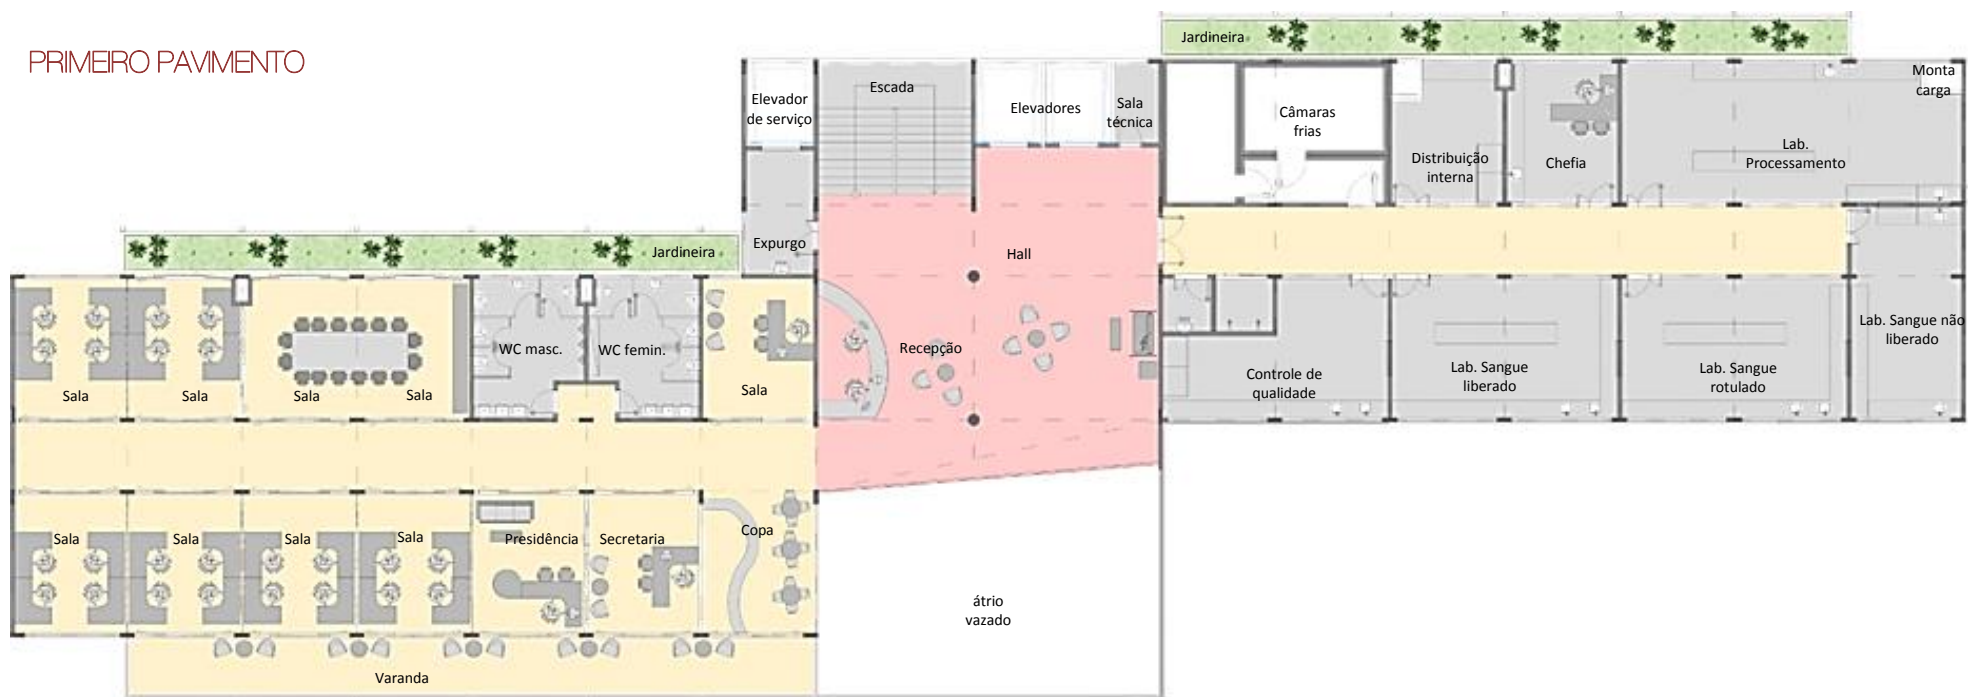 PRIMEIRO PAVIMENTO
Jardineira
Elevador
de serviço
Escada
Elevadores
Sala
técnica
Câmaras
frias
Distribuição
interna
Chefia
Lab.
Processamento
Monta
carga
Jardineira
Expurgo
Hall
Sala
Sala
Sala
Sala
WC masc.
WC femin.
Sala
Recepção
Controle de
qualidade
Lab. Sangue
liberado
Lab. Sangue
rotulado
Lab. Sangue não
liberado
Sala
Sala
Sala
Sala
Presidência
Secretaria
Copa
átrio
vazado
Varanda